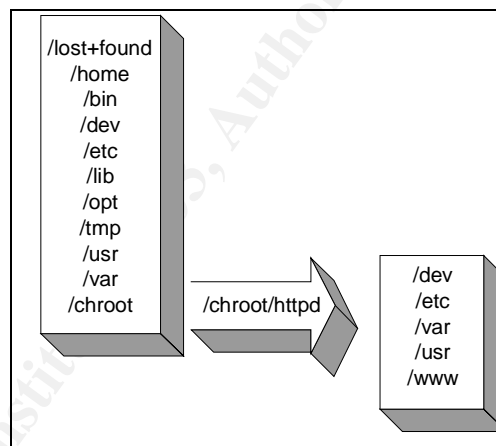 /lost+found
/home
/bin
/dev
/etc
/lib
/opt
/tmp
/usr
/var
/chroot
/chroot/httpd
/dev
/etc
/var
/usr
/www